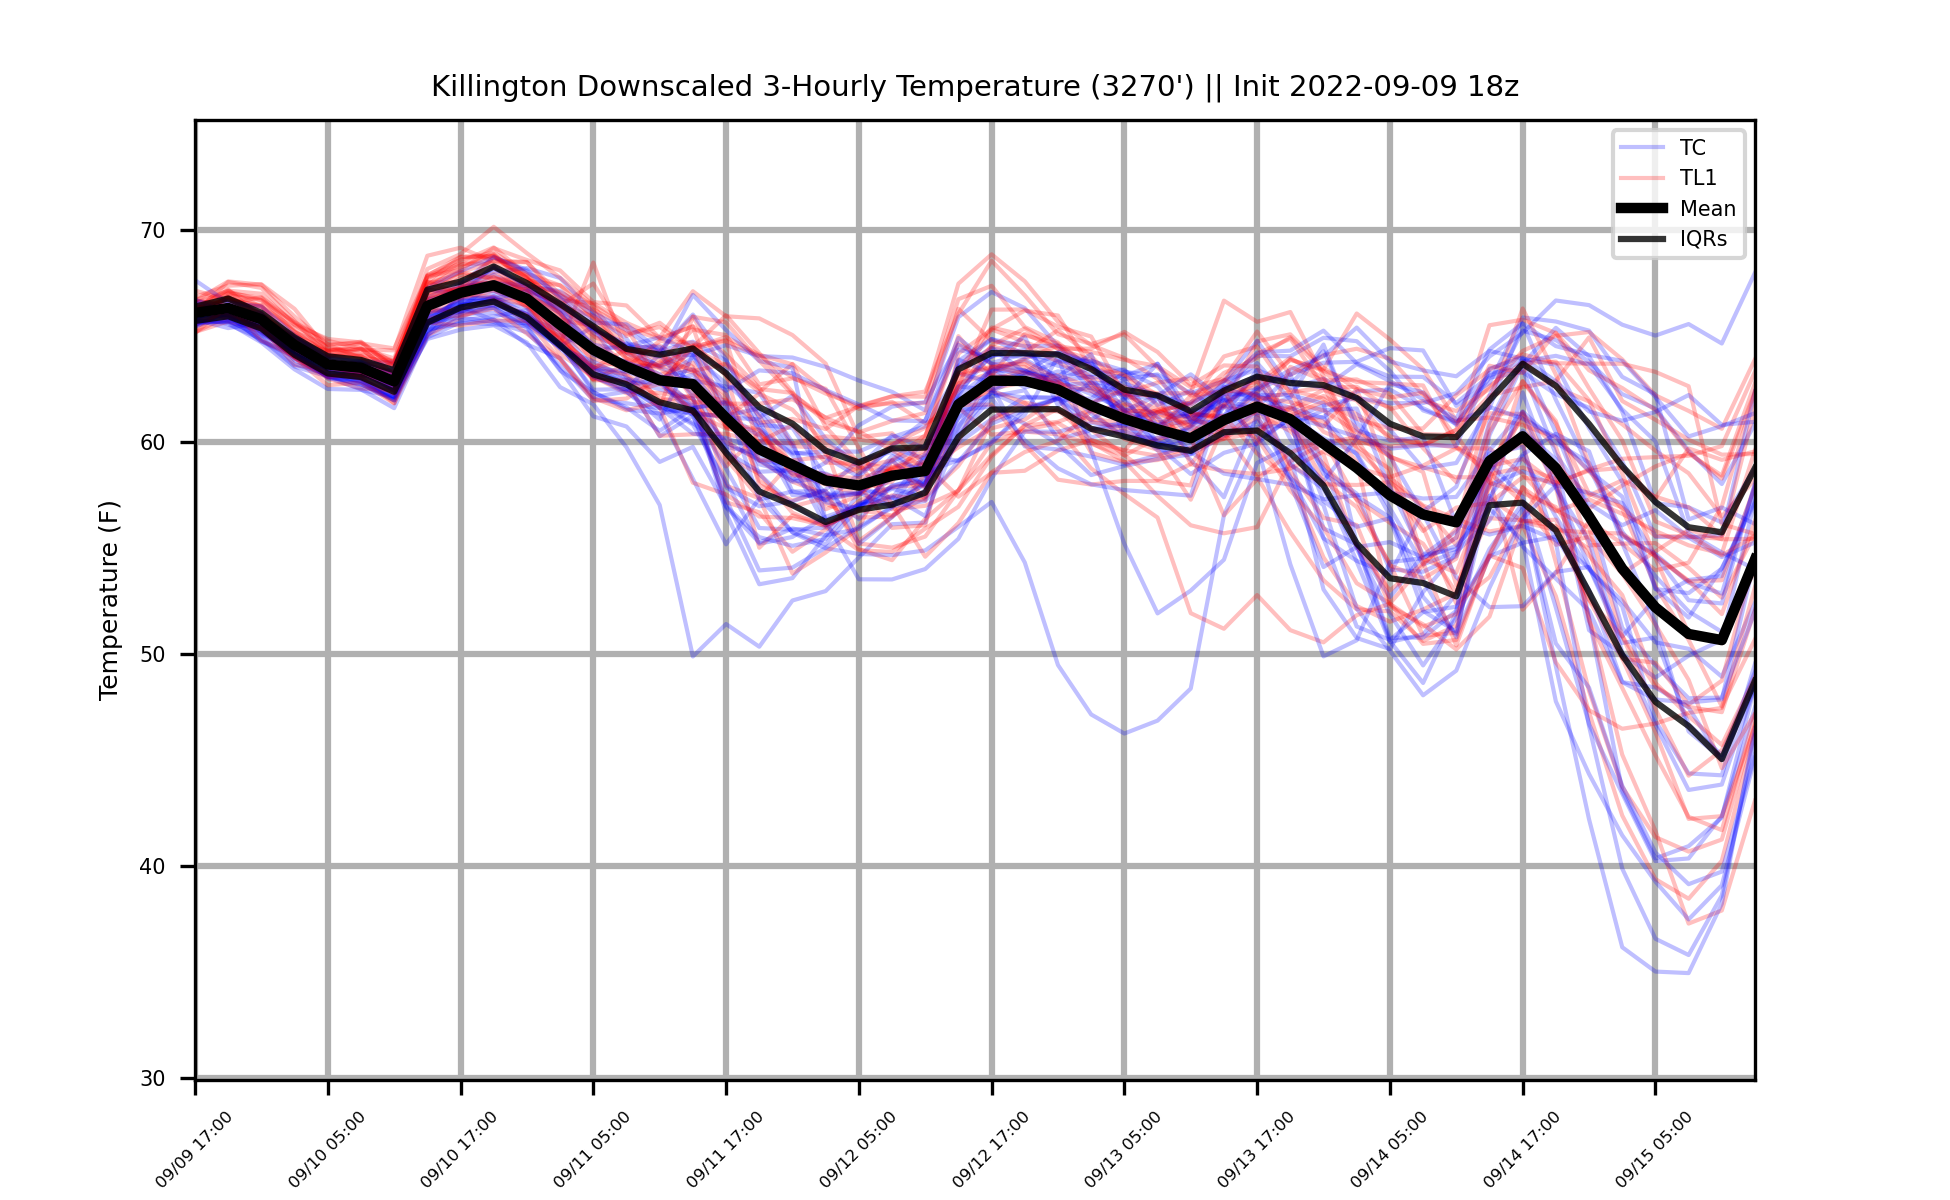 Killington Downscaled 3-Hourly Temperature (3270') || Init 2022-09-09 18z
TC
TL1
Mean
IQRs
Temperature (F)
70
60
50
40
30
09/09 17:00
09/10 05:00
09/10 17:00
09/11 05:00
09/11 17:00
09/12 05:00
09/12 17:00
09/13 05:00
09/13 17:00
09/14 05:00
09/14 17:00
09/15 05:00